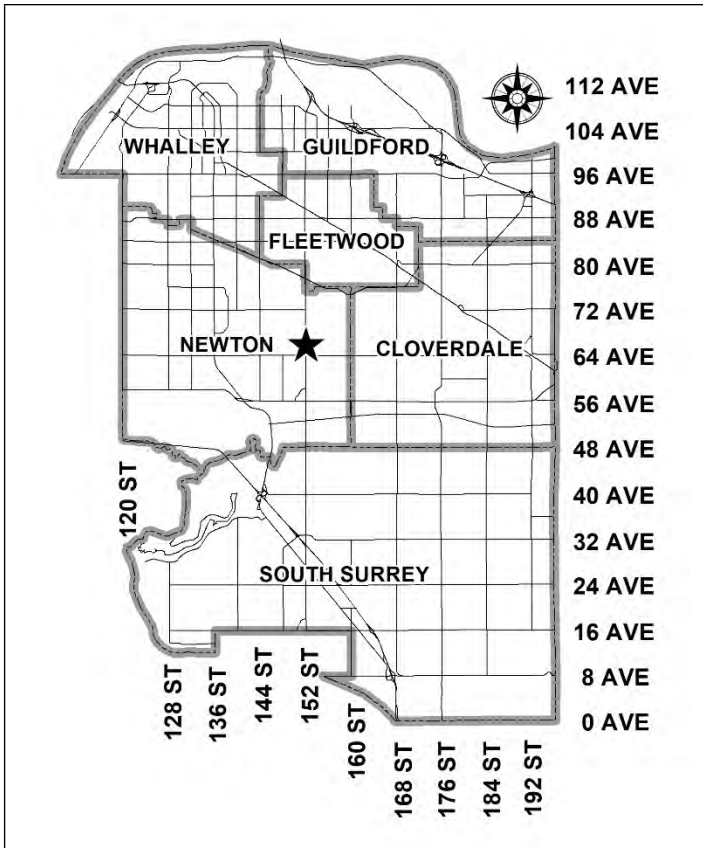 112 AVE
104 AVE
WHALLEY
GUILDFORD
96 AVE
88 AVE
FLEETWOOD
80 AVE
72 AVE
NEWTON
CLOVERDALE
64 AVE
56 AVE
48 AVE
120 ST
40 AVE
32 AVE
SOUTH SURREY
24 AVE
16 AVE
8 AVE
0 AVE
128 ST
136 ST
144 ST
152 ST
160 ST
168 ST
176 ST
184 ST
192 ST